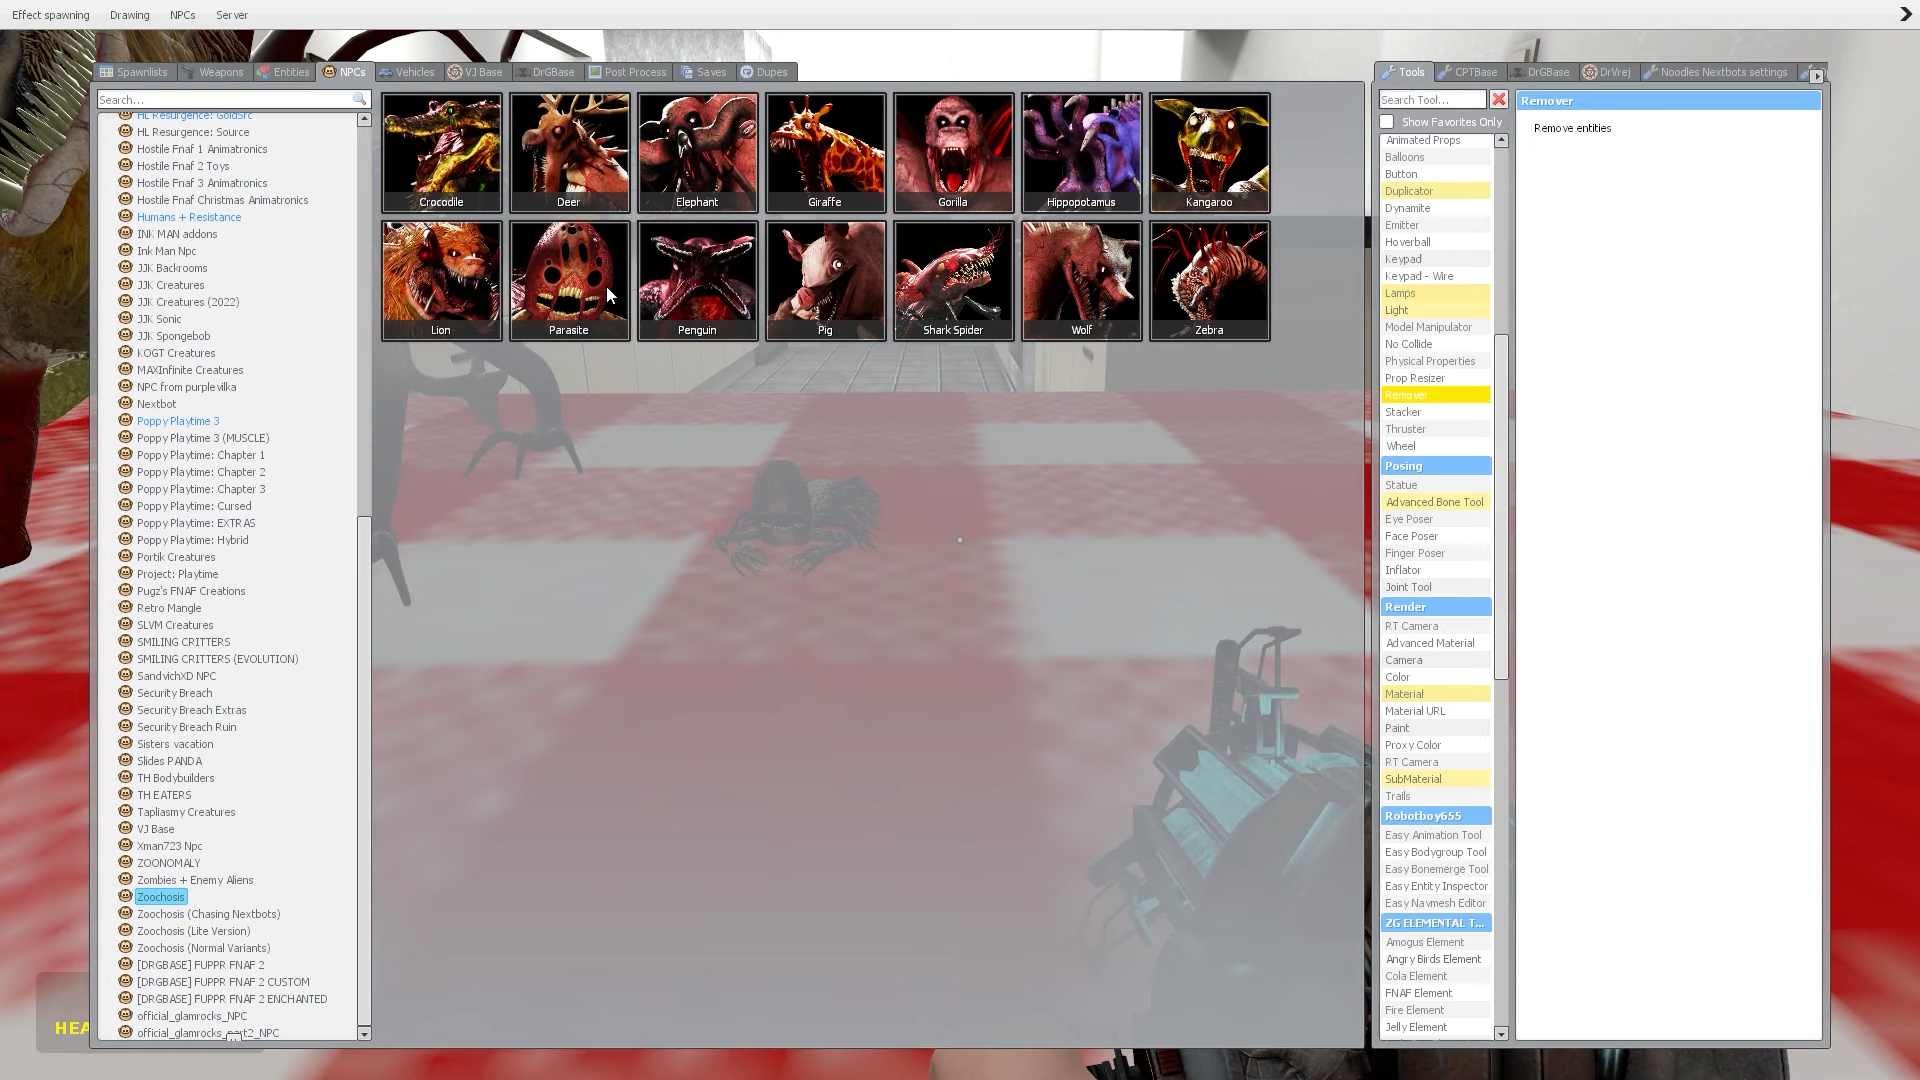 Effect spawning Drawing NPCs Server
Spawnlists Weapons Entities NPCs Vehicles VJ Base DrGBase Post Process Saves Dupes
Search...
HL Resurgence: GoldSrc
HL Resurgence: Source
Hostile Fnaf 1 Animatronics
Hostile Fnaf 2 Toys
Hostile Fnaf 3 Animatronics
Hostile Fnaf Christmas Animatronics
Humans + Resistance
INK MAN addons
Ink Man Npc
JJK Backrooms
JJK Creatures
JJK Creatures (2022)
JJK Sonic
JJK Spongebob
KOGT Creatures
MAXInfinite Creatures
NPC from purplevilka
Nextbot
Poppy Playtime 3
Poppy Playtime 3 (MUSCLE)
Poppy Playtime: Chapter 1
Poppy Playtime: Chapter 2
Poppy Playtime: Chapter 3
Poppy Playtime: Cursed
Poppy Playtime: EXTRAS
Poppy Playtime: Hybrid
Portik Creatures
Project: Playtime
Pugz's FNAF Creations
Retro Mangle
SLVM Creatures
SMILING CRITTERS
SMILING CRITTERS (EVOLUTION)
SandvichXD NPC
Security Breach
Security Breach Extras
Security Breach Ruin
Sisters vacation
Slides PANDA
TH Bodybuilders
TH EATERS
Tapliasmy Creatures
VJ Base
Xman723 Npc
ZOONOMALY
Zombies + Enemy Aliens
Zoochosis
Zoochosis (Chasing Nextbots)
Zoochosis (Lite Version)
Zoochosis (Normal Variants)
[DRGBASE] FUPPR FNAF 2
[DRGBASE] FUPPR FNAF 2 CUSTOM
[DRGBASE] FUPPR FNAF 2 ENCHANTED
official_glamrocks_NPC
official_glamrocks_part2_NPC
HEA
Crocodile Deer Elephant Giraffe Gorilla Hippopotamus Kangaroo
Lion Parasite Penguin Pig Shark Spider Wolf Zebra
Tools CPTBase DrGBase DrVrej Noodles Nextbots settings
Search Tool...
Show Favorites Only
Animated Props
Balloons
Button
Duplicator
Dynamite
Emitter
Hoverball
Keypad
Keypad - Wire
Lamps
Light
Model Manipulator
No Collide
Physical Properties
Prop Resizer
Remover
Stacker
Thruster
Wheel
Posing
Statue
Advanced Bone Tool
Eye Poser
Face Poser
Finger Poser
Inflator
Joint Tool
Render
RT Camera
Advanced Material
Camera
Color
Material
Material URL
Paint
Proxy Color
RT Camera
SubMaterial
Trails
Robotboy655
Easy Animation Tool
Easy Bodygroup Tool
Easy Bonemerge Tool
Easy Entity Inspector
Easy Navmesh Editor
ZG ELEMENTAL T...
Amogus Element
Angry Birds Element
Cola Element
FNAF Element
Fire Element
Jelly Element
Remover
Remove entities